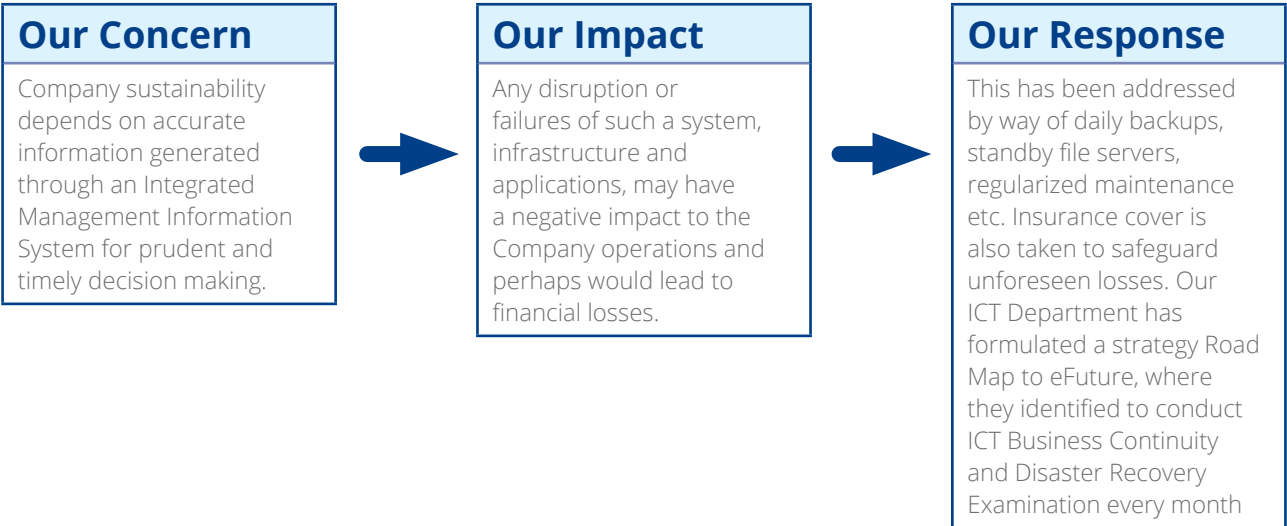 Our Concern
Company sustainability
depends on accurate
information generated
through an Integrated
Management Information
System for prudent and
timely decision making.
Our Impact
Any disruption or
failures of such a system,
infrastructure and
applications, may have
a negative impact to the
Company operations and
perhaps would lead to
financial losses.
Our Response
This has been addressed
by way of daily backups,
standby file servers,
regularized maintenance
etc. Insurance cover is
also taken to safeguard
unforeseen losses. Our
ICT Department has
formulated a strategy Road
Map to eFuture, where
they identified to conduct
ICT Business Continuity
and Disaster Recovery
Examination every month